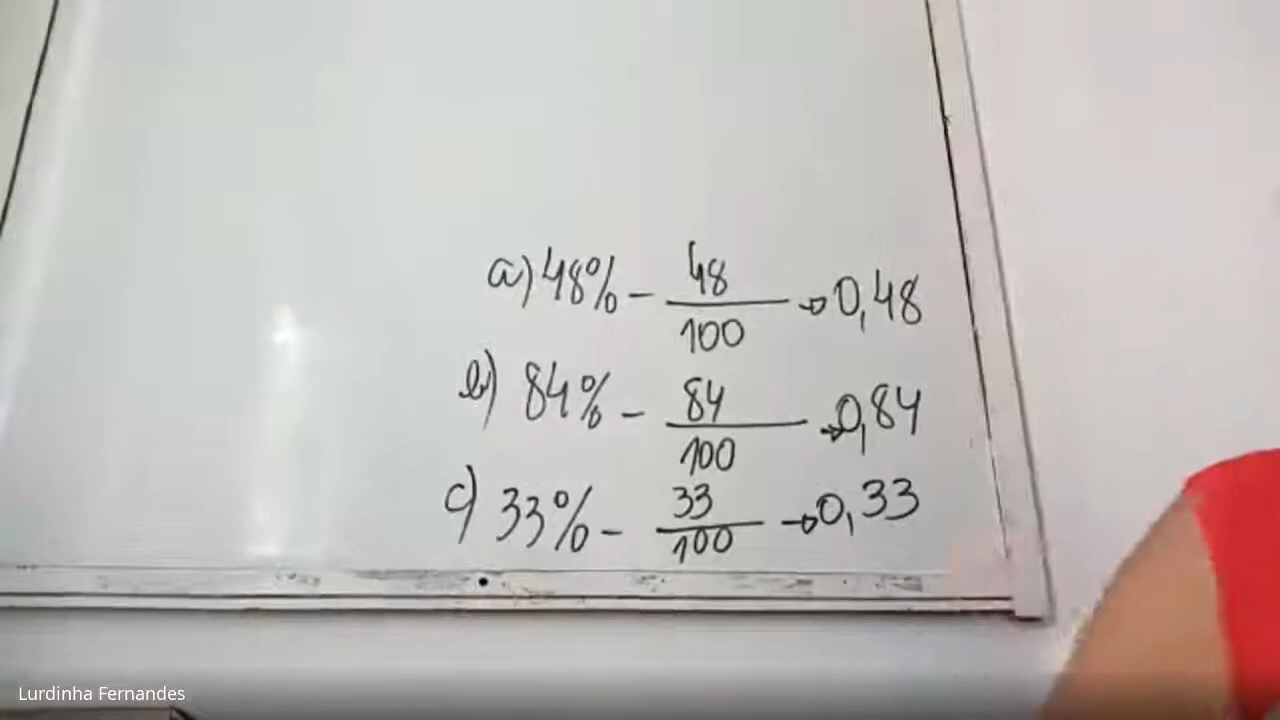 a) 48% - 48/100 → 0,48
b) 84% - 84/100 → 0,84
c) 33% - 33/100 → 0,33
Lurdinha Fernandes